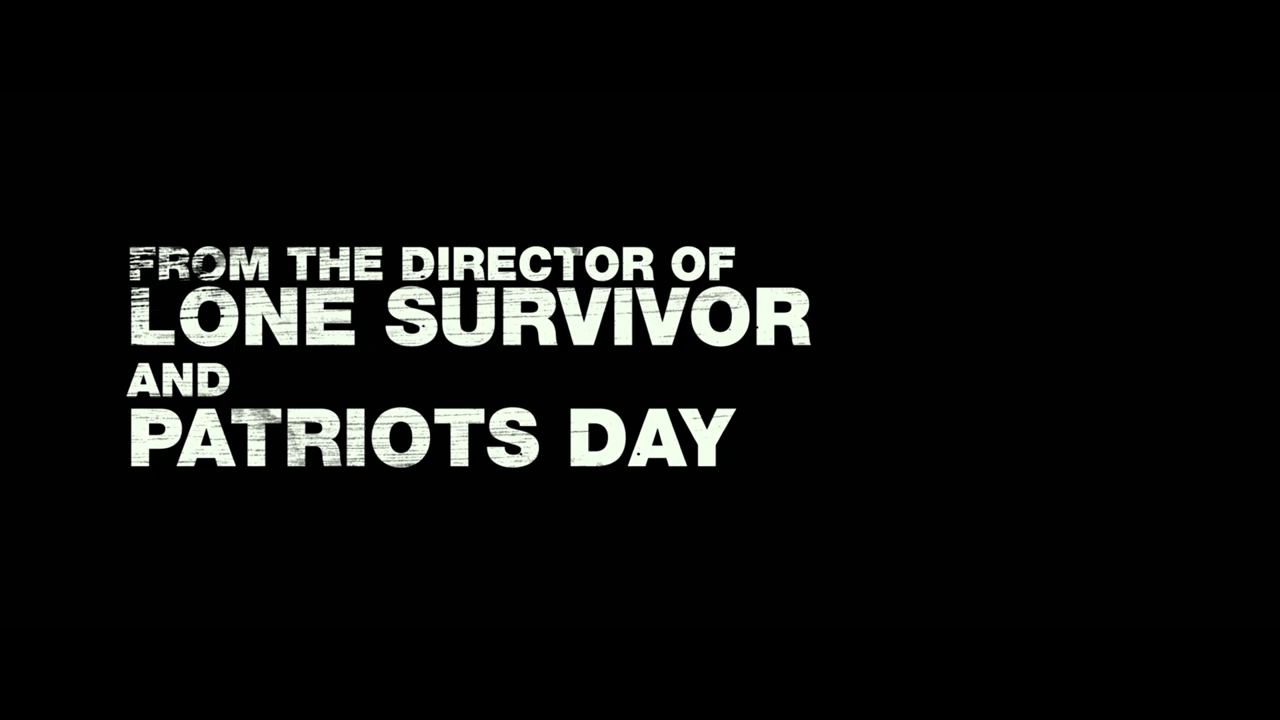 FROM THE DIRECTOR OF
LONE SURVIVOR
AND
PATRIOTS DAY